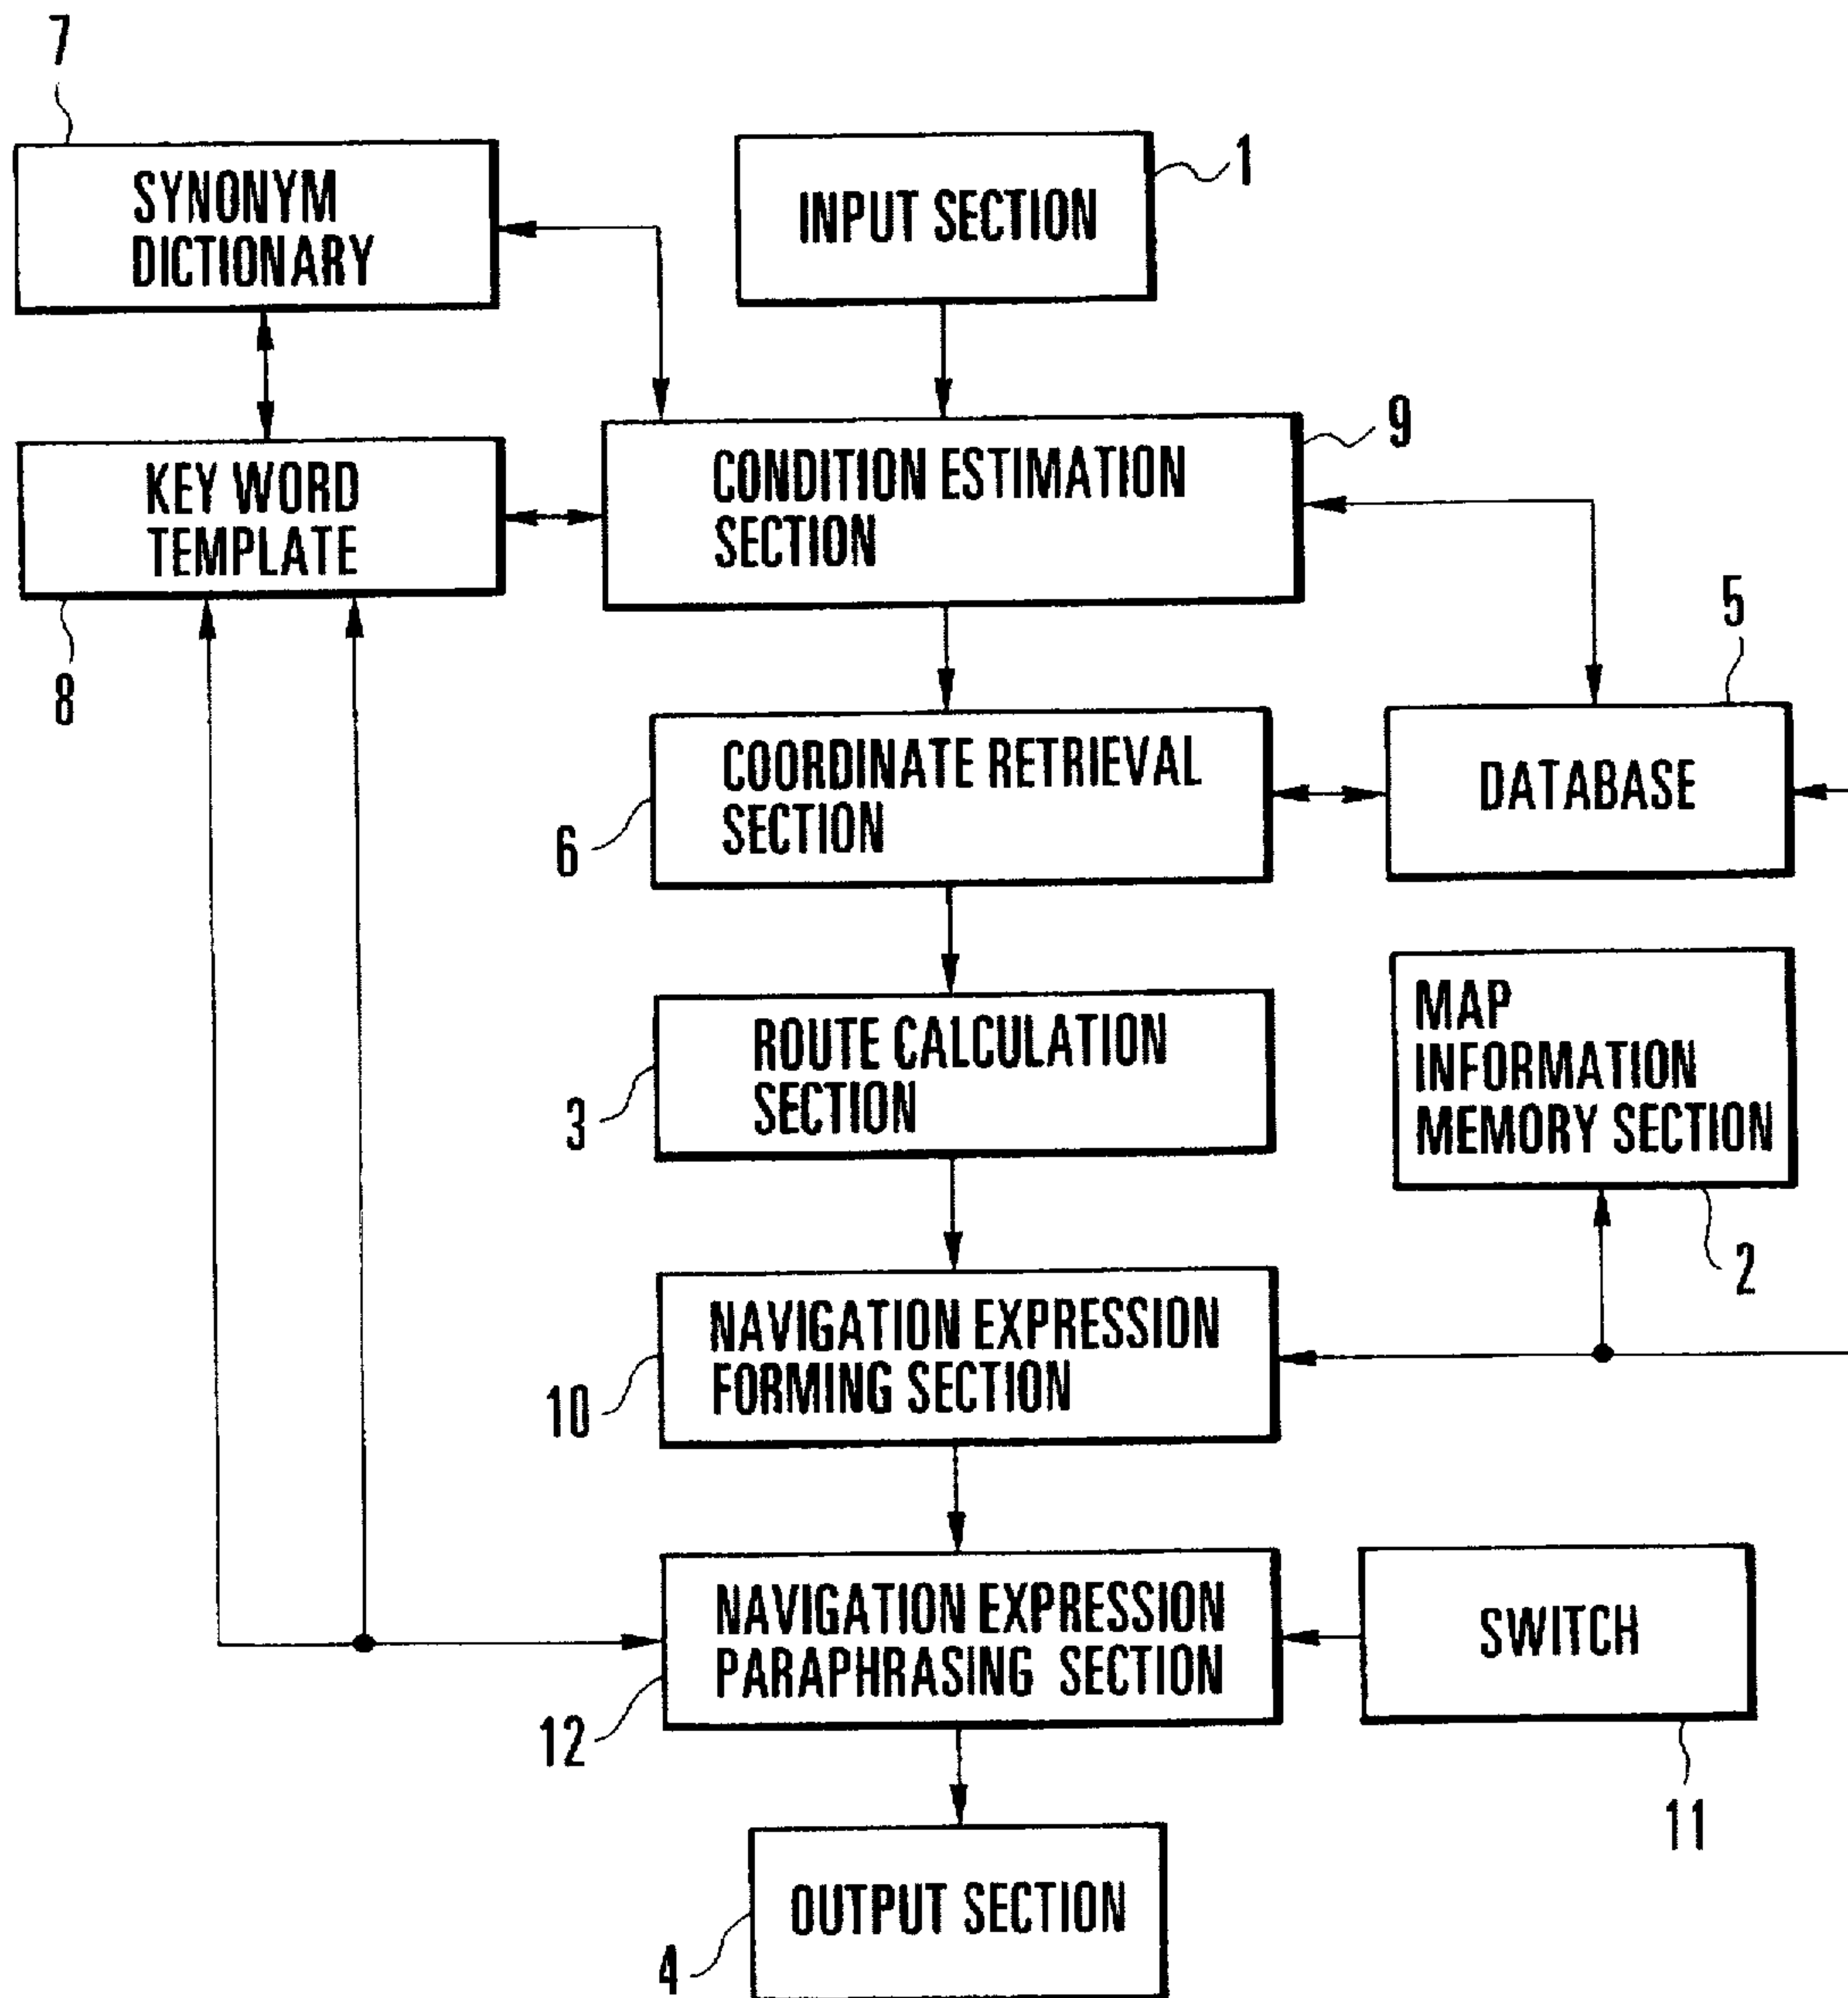 7
SYNONYM
DICTIONARY
INPUT SECTION
1
KEY WORD
TEMPLATE
8
CONDITION ESTIMATION
SECTION
9
5
COORDINATE RETRIEVAL
SECTION
6
DATABASE
ROUTE CALCULATION
SECTION
3
MAP
INFORMATION
MEMORY SECTION
2
NAVIGATION EXPRESSION
FORMING SECTION
10
NAVIGATION EXPRESSION
PARAPHRASING SECTION
12
SWITCH
11
OUTPUT SECTION
4